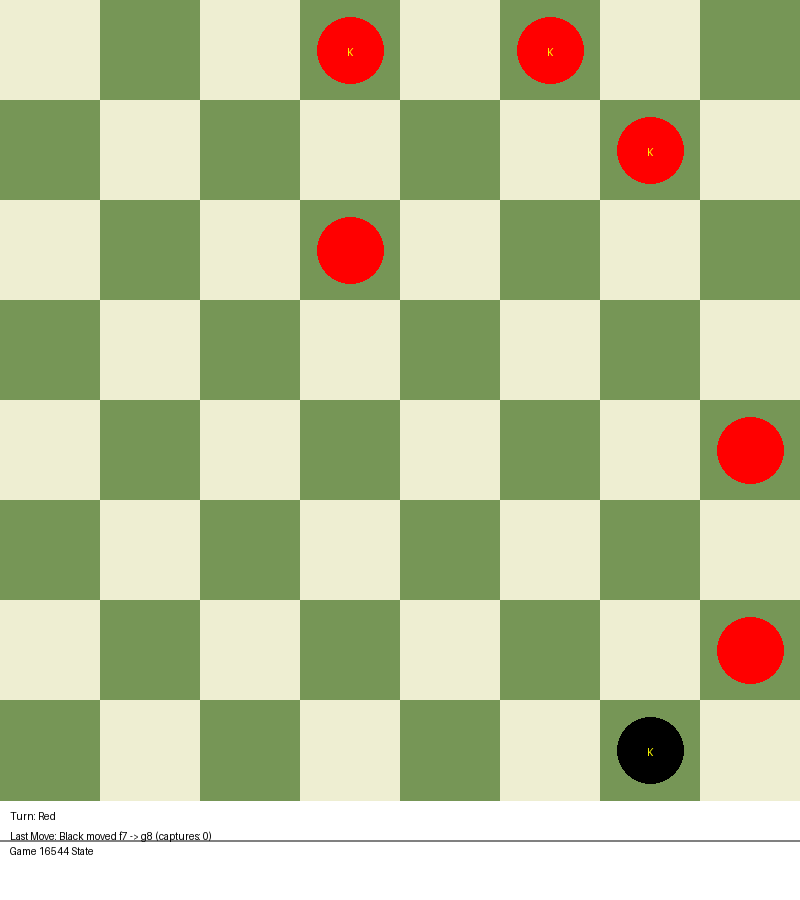 K K
K
K
Turn: Red
Last Move: Black moved f7 -> g8 (captures: 0)
Game 16544 State